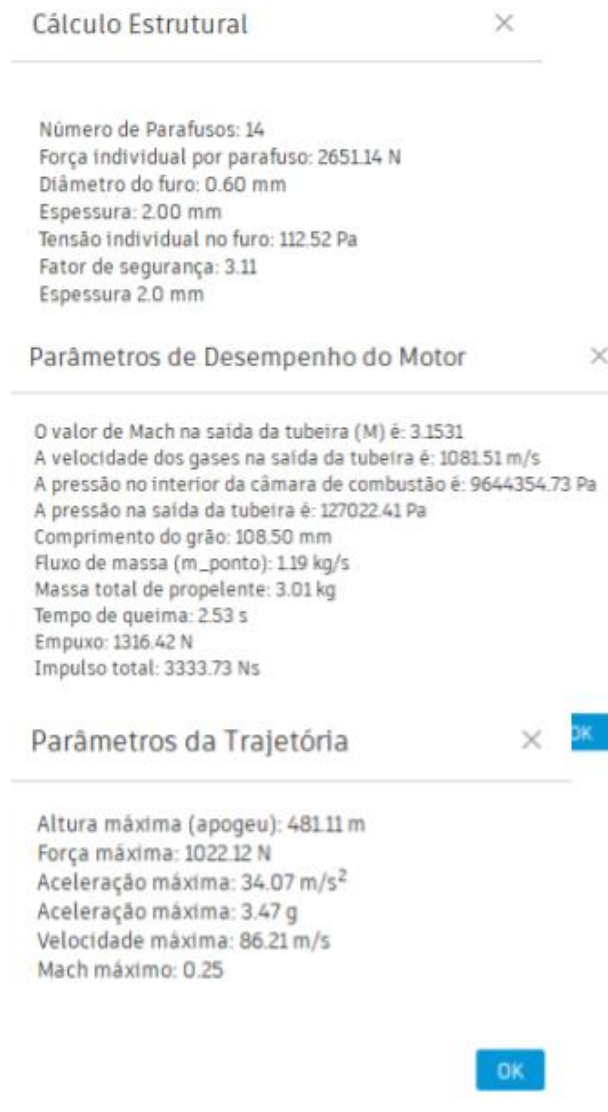 Cálculo Estrutural
Número de Parafusos: 14
Força individual por parafuso: 2651.14 N
Diâmetro do furo: 0.60 mm
Espessura: 2.00 mm
Tensão individual no furo: 112.52 Pa
Fator de segurança: 3.11
Espessura 2.0 mm
Parâmetros de Desempenho do Motor
O valor de Mach na saída da tubeira (M) é: 3.1531
A velocidade dos gases na saída da tubeira é: 1081.51 m/s
A pressão no interior da câmara de combustão é: 9644354.73 Pa
A pressão na saída da tubeira é: 127022.41 Pa
Comprimento do grão: 108.50 mm
Fluxo de massa (m_ponto): 1.19 kg/s
Massa total de propelente: 3.01 kg
Tempo de queima: 2.53 s
Empuxo: 1316.42 N
Impulso total: 3333.73 Ns
OK
Parâmetros da Trajetória
Altura máxima (apogeu): 481.11 m
Força máxima: 1022.12 N
Aceleração máxima: 34.07 m/s²
Aceleração máxima: 3.47 g
Velocidade máxima: 86.21 m/s
Mach máximo: 0.25
OK